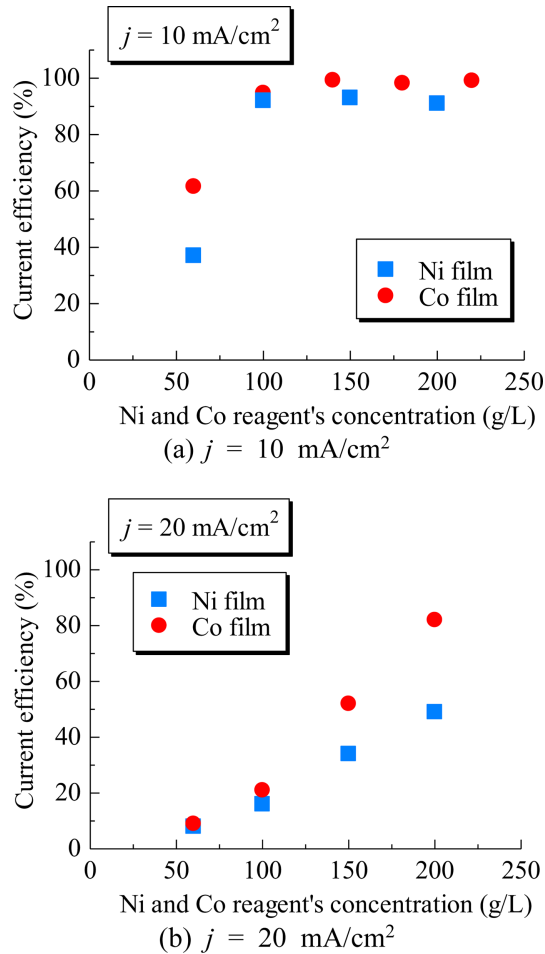 j = 10 mA/cm²
100
80
60
40
20
0
Current efficiency (%)
Ni film
Co film
0 50 100 150 200 250
Ni and Co reagent's concentration (g/L)
(a) j = 10 mA/cm²
j = 20 mA/cm²
100
80
60
40
20
0
Current efficiency (%)
Ni film
Co film
0 50 100 150 200 250
Ni and Co reagent's concentration (g/L)
(b) j = 20 mA/cm²